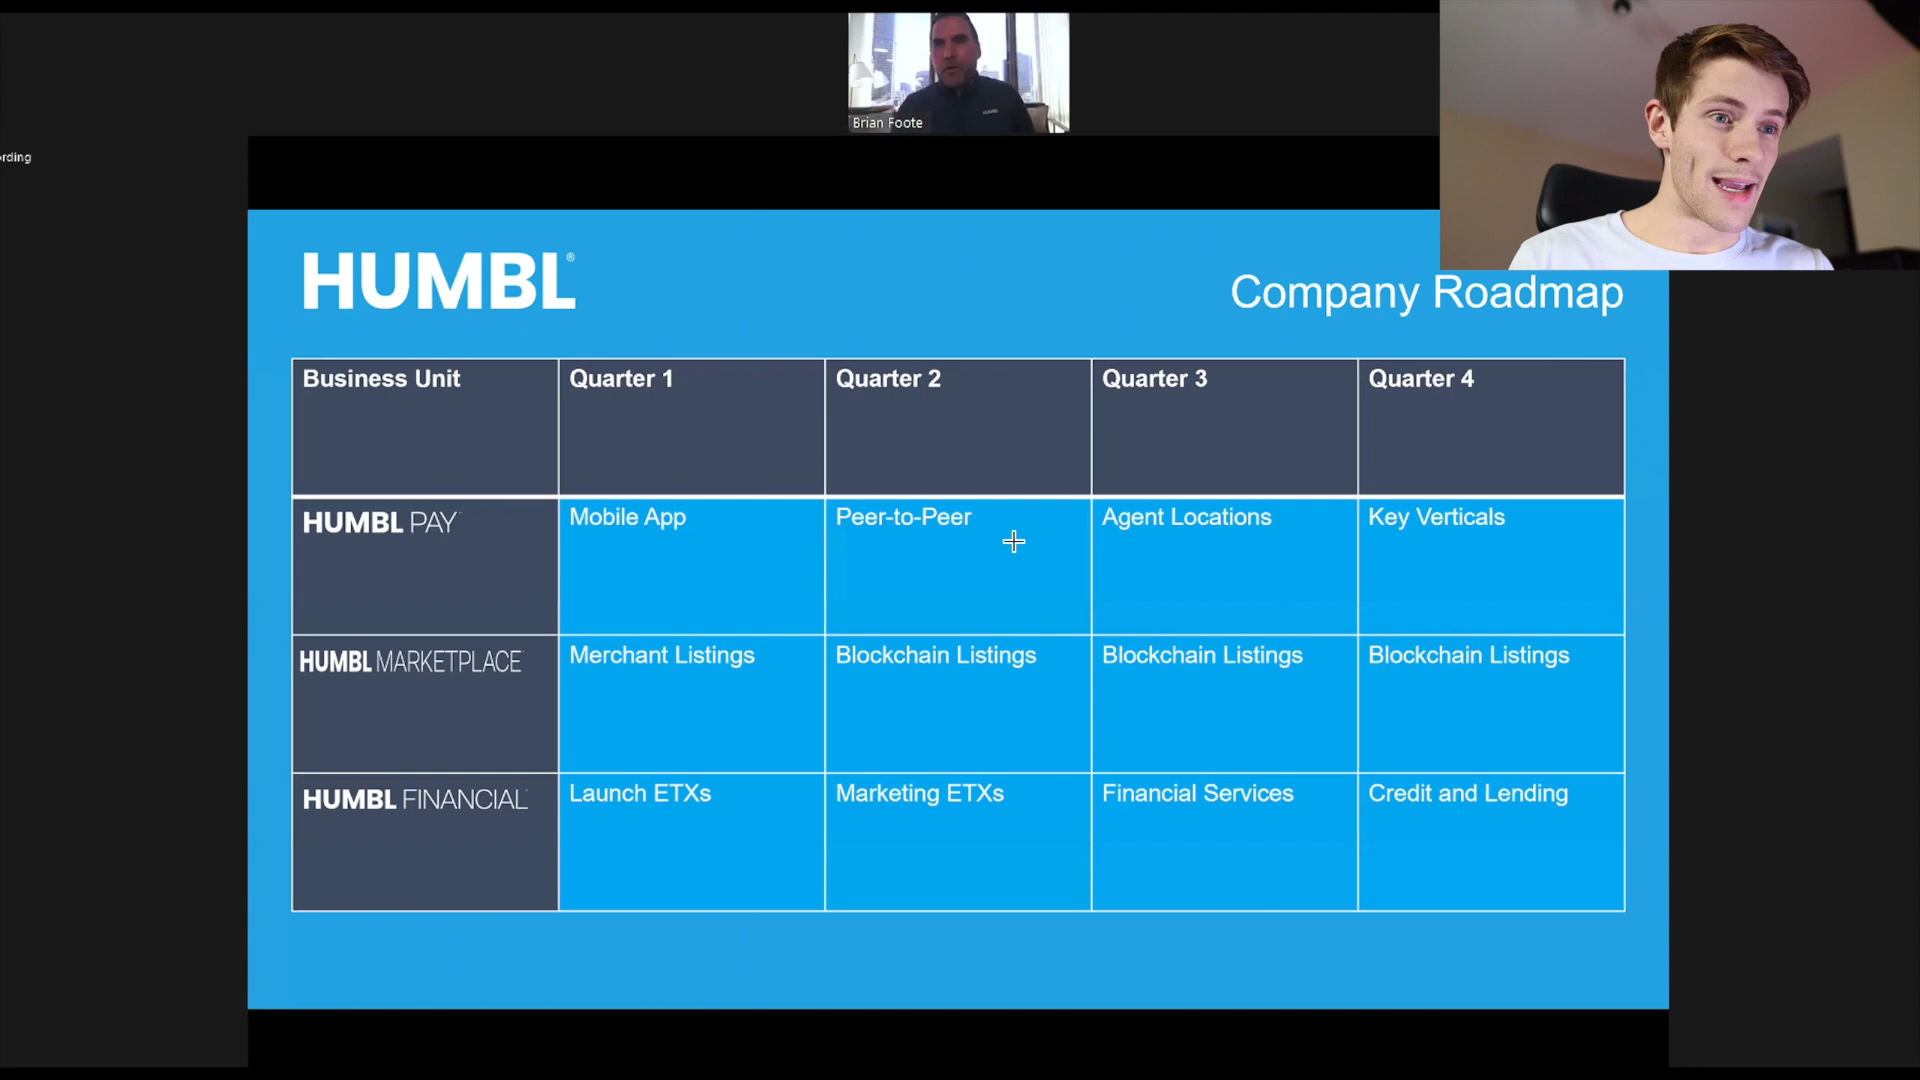 Brian Foote
rding
HUMBL®
Company Roadmap
Business Unit Quarter 1 Quarter 2 Quarter 3 Quarter 4
HUMBL PAY Mobile App Peer-to-Peer Agent Locations Key Verticals
HUMBL MARKETPLACE Merchant Listings Blockchain Listings Blockchain Listings Blockchain Listings
HUMBL FINANCIAL Launch ETXs Marketing ETXs Financial Services Credit and Lending